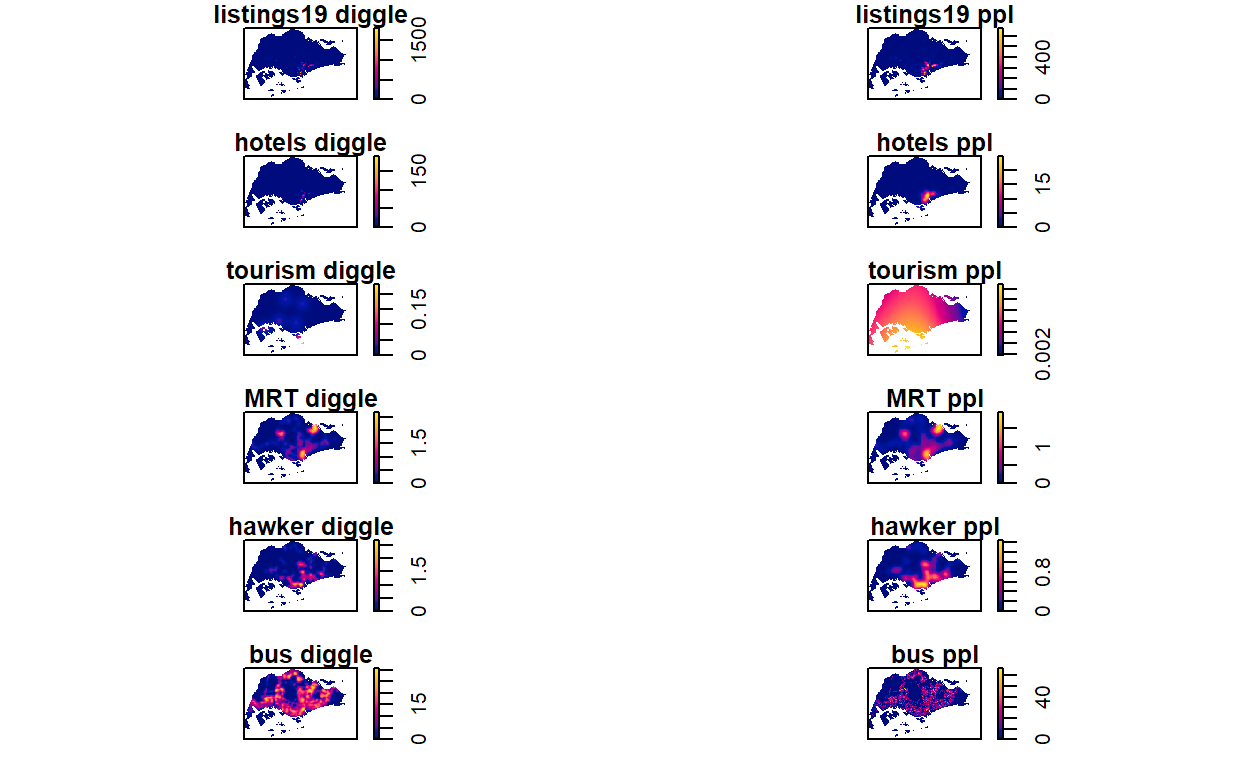 listings19 diggle
1500
0
listings19 ppl
400
0
hotels diggle
150
0
hotels ppl
15
0
tourism diggle
0.15
0
tourism ppl
0.002
MRT diggle
1.5
0
MRT ppl
1
0
hawker diggle
1.5
0
hawker ppl
0.8
0
bus diggle
15
0
bus ppl
40
0